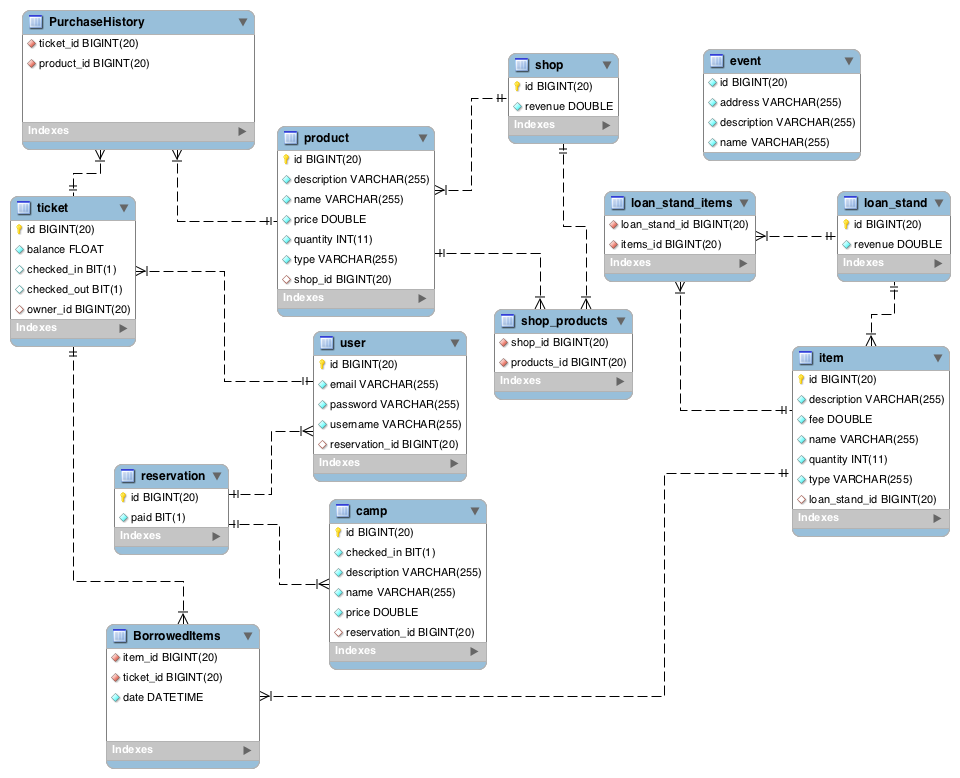 PurchaseHistory
ticket_id BIGINT(20)
product_id BIGINT(20)
Indexes
shop
id BIGINT(20)
revenue DOUBLE
Indexes
event
id BIGINT(20)
address VARCHAR(255)
description VARCHAR(255)
name VARCHAR(255)
product
id BIGINT(20)
description VARCHAR(255)
name VARCHAR(255)
price DOUBLE
quantity INT(11)
type VARCHAR(255)
shop_id BIGINT(20)
Indexes
ticket
id BIGINT(20)
balance FLOAT
checked_in BIT(1)
checked_out BIT(1)
owner_id BIGINT(20)
Indexes
loan_stand_items
loan_stand_id BIGINT(20)
items_id BIGINT(20)
Indexes
loan_stand
id BIGINT(20)
revenue DOUBLE
Indexes
shop_products
shop_id BIGINT(20)
products_id BIGINT(20)
Indexes
user
id BIGINT(20)
email VARCHAR(255)
password VARCHAR(255)
username VARCHAR(255)
reservation_id BIGINT(20)
Indexes
item
id BIGINT(20)
description VARCHAR(255)
fee DOUBLE
name VARCHAR(255)
quantity INT(11)
type VARCHAR(255)
loan_stand_id BIGINT(20)
Indexes
reservation
id BIGINT(20)
paid BIT(1)
Indexes
camp
id BIGINT(20)
checked_in BIT(1)
description VARCHAR(255)
name VARCHAR(255)
price DOUBLE
reservation_id BIGINT(20)
Indexes
BorrowedItems
item_id BIGINT(20)
ticket_id BIGINT(20)
date DATETIME
Indexes